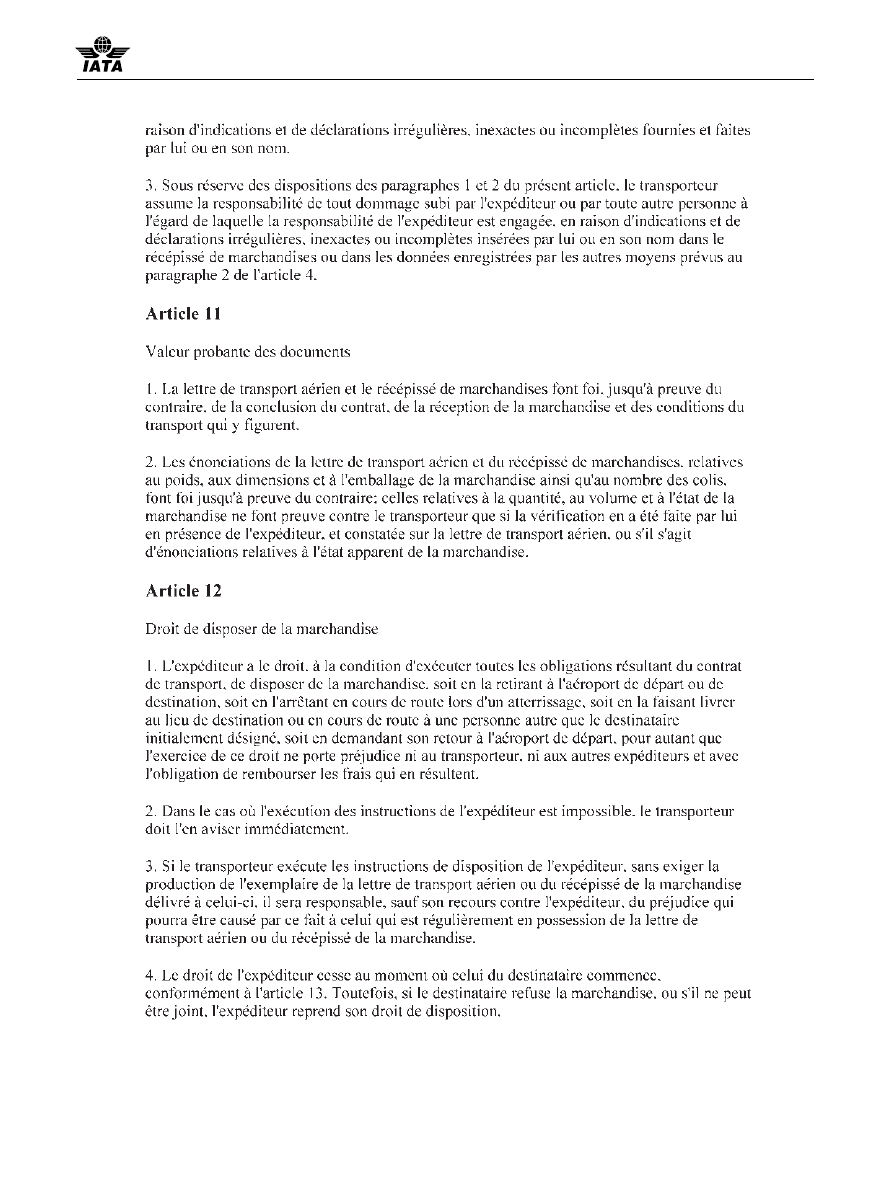 IATA
raison d'indications et de déclarations irrégulières, inexactes ou incomplètes fournies et faites
par lui ou en son nom.
3. Sous réserve des dispositions des paragraphes 1 et 2 du présent article, le transporteur
assume la responsabilité de tout dommage subi par l'expéditeur ou par toute autre personne à
l'égard de laquelle la responsabilité de l'expéditeur est engagée, en raison d'indications et de
déclarations irrégulières, inexactes ou incomplètes insérées par lui ou en son nom dans le
récépissé de marchandises ou dans les données enregistrées par les autres moyens prévus au
paragraphe 2 de l'article 4.
Article 11
Valeur probante des documents
1. La lettre de transport aérien et le récépissé de marchandises font foi, jusqu'à preuve du
contraire, de la conclusion du contrat, de la réception de la marchandise et des conditions du
transport qui y figurent.
2. Les énonciations de la lettre de transport aérien et du récépissé de marchandises, relatives
au poids, aux dimensions et à l'emballage de la marchandise ainsi qu'au nombre des colis,
font foi jusqu'à preuve du contraire; celles relatives à la quantité, au volume et à l'état de la
marchandise ne font preuve contre le transporteur que si la vérification en a été faite par lui
en présence de l'expéditeur, et constatée sur la lettre de transport aérien, ou s'il s'agit
d'énonciations relatives à l'état apparent de la marchandise.
Article 12
Droit de disposer de la marchandise
1. L'expéditeur a le droit, à la condition d'exécuter toutes les obligations résultant du contrat
de transport, de disposer de la marchandise, soit en la retirant à l'aéroport de départ ou de
destination, soit en l'arrêtant en cours de route lors d'un atterrissage, soit en la faisant livrer
au lieu de destination ou en cours de route à une personne autre que le destinataire
initialement désigné, soit en demandant son retour à l'aéroport de départ, pour autant que
l'exercice de ce droit ne porte préjudice ni au transporteur, ni aux autres expéditeurs et avec
l'obligation de rembourser les frais qui en résultent.
2. Dans le cas où l'exécution des instructions de l'expéditeur est impossible, le transporteur
doit l'en aviser immédiatement.
3. Si le transporteur exécute les instructions de disposition de l'expéditeur, sans exiger la
production de l'exemplaire de la lettre de transport aérien ou du récépissé de la marchandise
délivré à celui-ci, il sera responsable, sauf son recours contre l'expéditeur, du préjudice qui
pourra être causé par ce fait à celui qui est régulièrement en possession de la lettre de
transport aérien ou du récépissé de la marchandise.
4. Le droit de l'expéditeur cesse au moment où celui du destinataire commence,
conformément à l'article 13. Toutefois, si le destinataire refuse la marchandise, ou s'il ne peut
être joint, l'expéditeur reprend son droit de disposition.